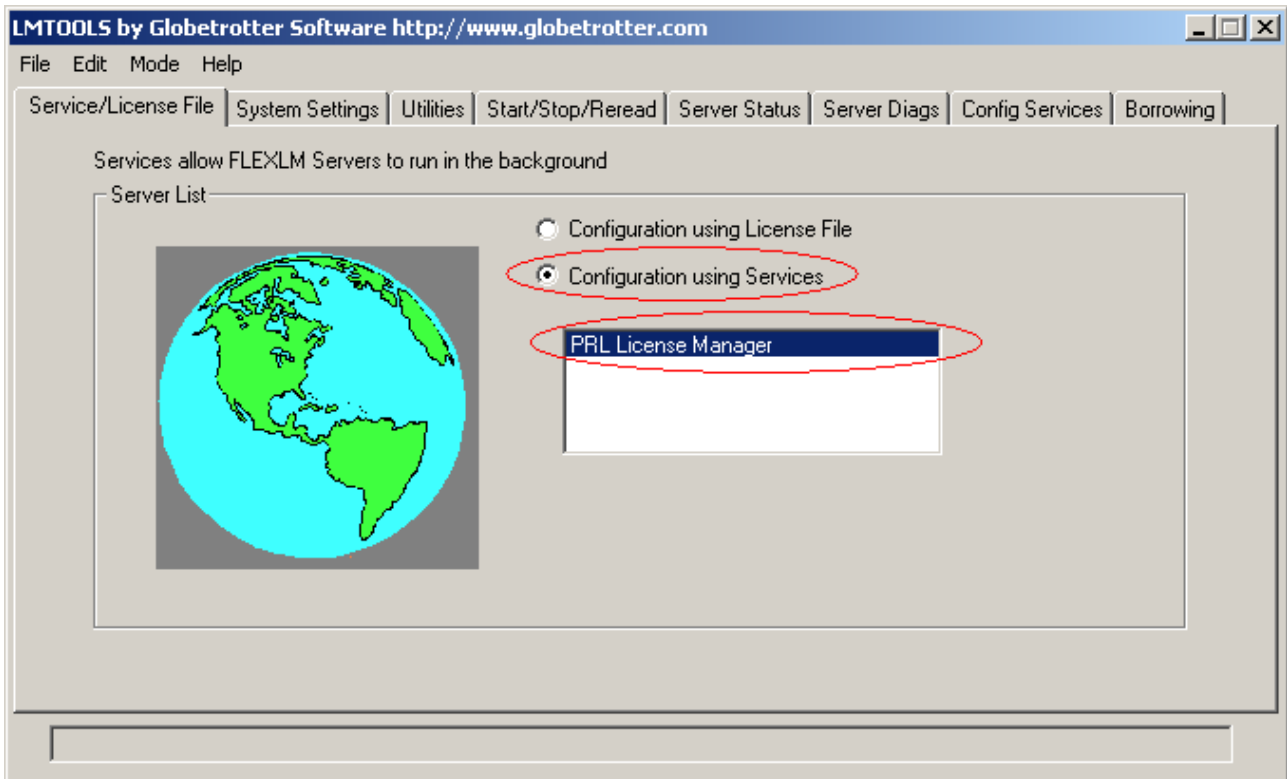 LMTOOLS by Globetrotter Software http://www.globetrotter.com
File Edit Mode Help
Service/License File System Settings Utilities Start/Stop/Reread Server Status Server Diags Config Services Borrowing
Services allow FLEXLM Servers to run in the background
Server List
Configuration using License File
Configuration using Services
PRL License Manager